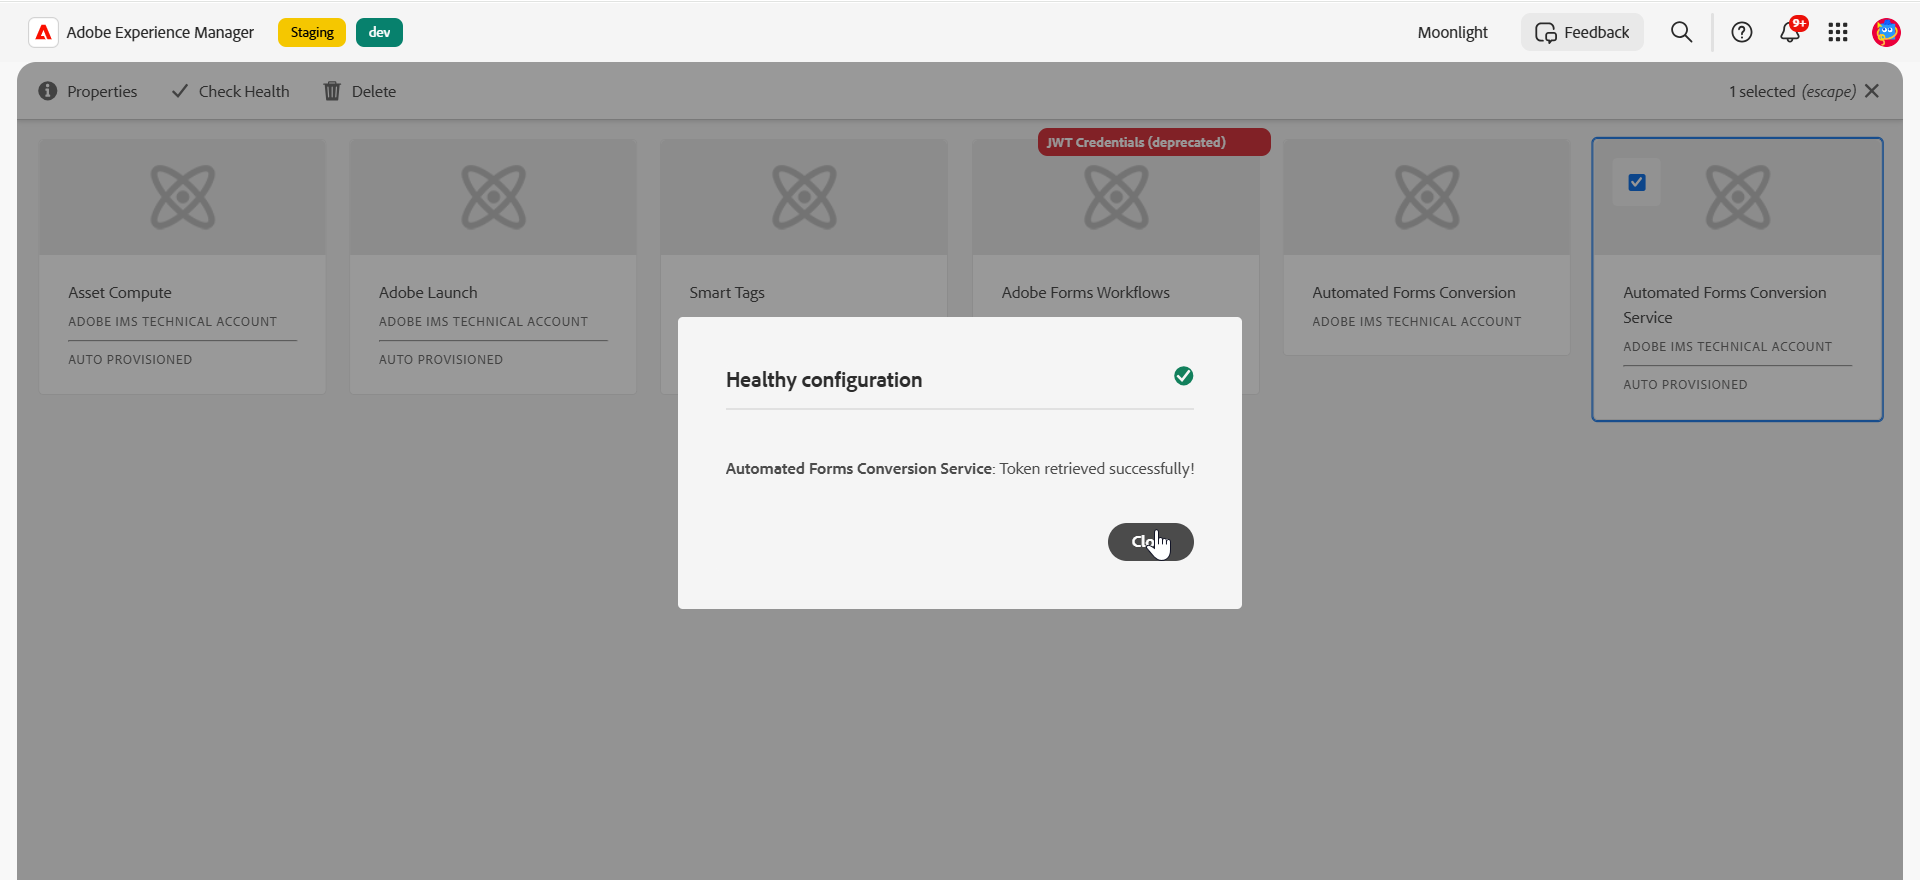 Adobe Experience Manager
Staging
dev
Moonlight
Feedback
9+
Properties
Check Health
Delete
1 selected (escape)
JWT Credentials (deprecated)
Asset Compute
ADOBE IMS TECHNICAL ACCOUNT
AUTO PROVISIONED
Adobe Launch
ADOBE IMS TECHNICAL ACCOUNT
AUTO PROVISIONED
Smart Tags
Adobe Forms Workflows
Automated Forms Conversion
ADOBE IMS TECHNICAL ACCOUNT
Automated Forms Conversion
Service
ADOBE IMS TECHNICAL ACCOUNT
AUTO PROVISIONED
Healthy configuration
Automated Forms Conversion Service: Token retrieved successfully!